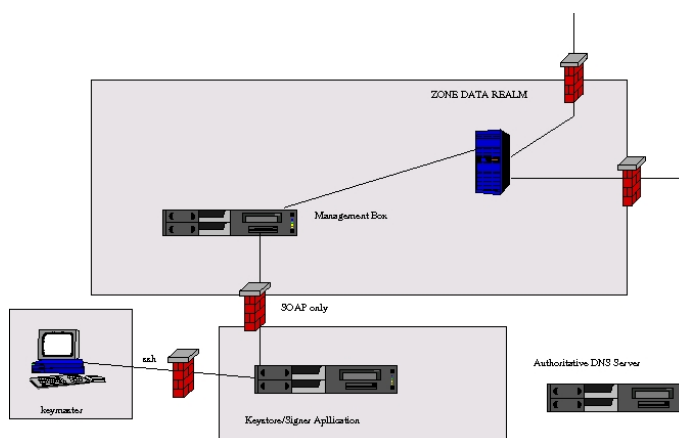 ZONE DATA REALM
Management Box
SOAP only
ssh
Authoritative DNS Server
keymaster
Keystore/Signer Apllication